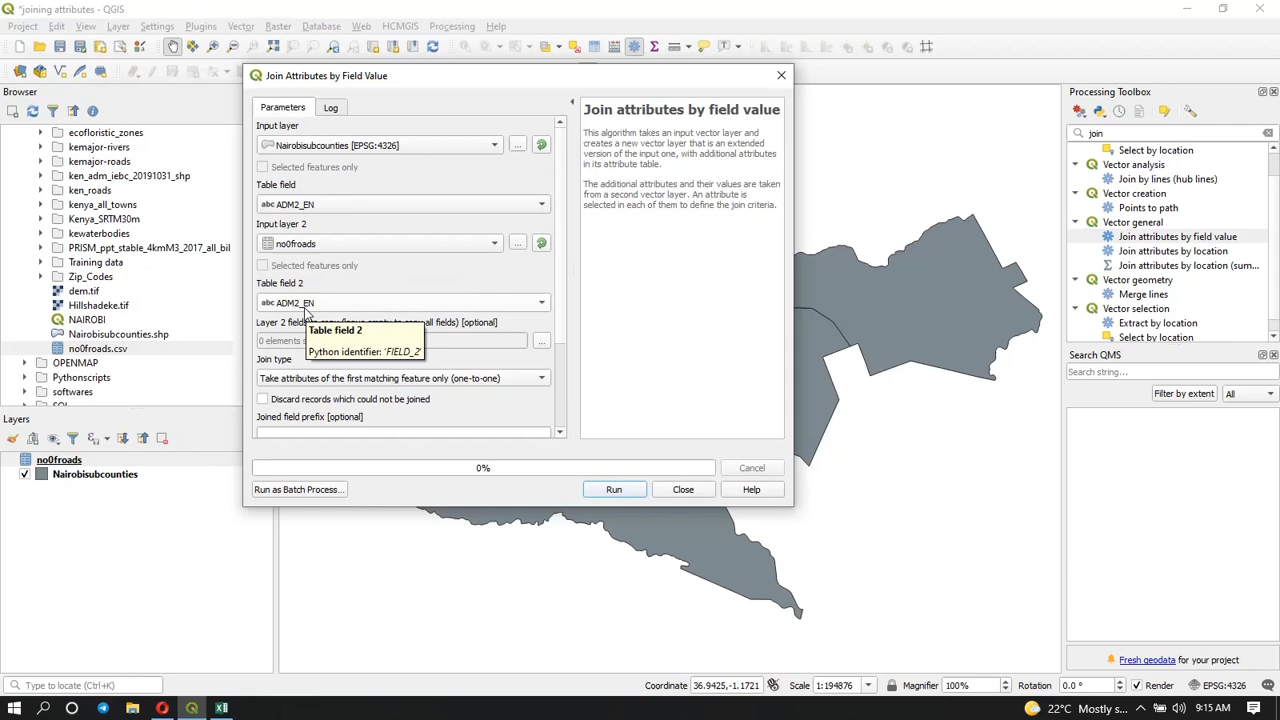 *joining attributes - QGIS
Project Edit View Layer Settings Plugins Vector Raster Database Web HCMGIS Processing Help
Browser
ecofloristic_zones
kemajor-rivers
kemajor-roads
ken_adm_iebc_20191031_shp
ken_roads
kenya_all_towns
Kenya_SRTM30m
kewaterbodies
PRISM_ppt_stable_4kmM3_2017_all_bil
Training data
Zip_Codes
dem.tif
Hillshadeke.tif
NAIROBI
Nairobisubcounties.shp
no0froads.csv
OPENMAP
Pythonscripts
softwares
Layers
no0froads
Nairobisubcounties
Join Attributes by Field Value
Parameters Log
Input layer
Nairobisubcounties [EPSG:4326]
...
Selected features only
Table field
abc ADM2_EN
Input layer 2
no0froads
...
Selected features only
Table field 2
abc ADM2_EN
Layer 2 fields to copy (leave empty to copy all fields) [optional]
Table field 2
Python identifier: 'FIELD_2'
0 elements
...
Join type
Take attributes of the first matching feature only (one-to-one)
Discard records which could not be joined
Joined field prefix [optional]
Join attributes by field value
This algorithm takes an input vector layer and
creates a new vector layer that is an extended
version of the input one, with additional attributes
in its attribute table.
The additional attributes and their values are taken
from a second vector layer. An attribute is
selected in each of them to define the join criteria.
0%
Cancel
Run as Batch Process...
Run
Close
Help
Processing Toolbox
join
Select by location
Vector analysis
Join by lines (hub lines)
Vector creation
Points to path
Vector general
Join attributes by field value
Join attributes by location
Join attributes by location (sum...
Vector geometry
Merge lines
Vector selection
Extract by location
Select by location
Search QMS
Search string...
Filter by extent
All
Fresh geodata for your project
Type to locate (Ctrl+K)
Coordinate 36.9425,-1.1721 Scale 1:194876 Magnifier 100% Rotation 0.0 ° Render EPSG:4326
22°C Mostly s... 9:15 AM